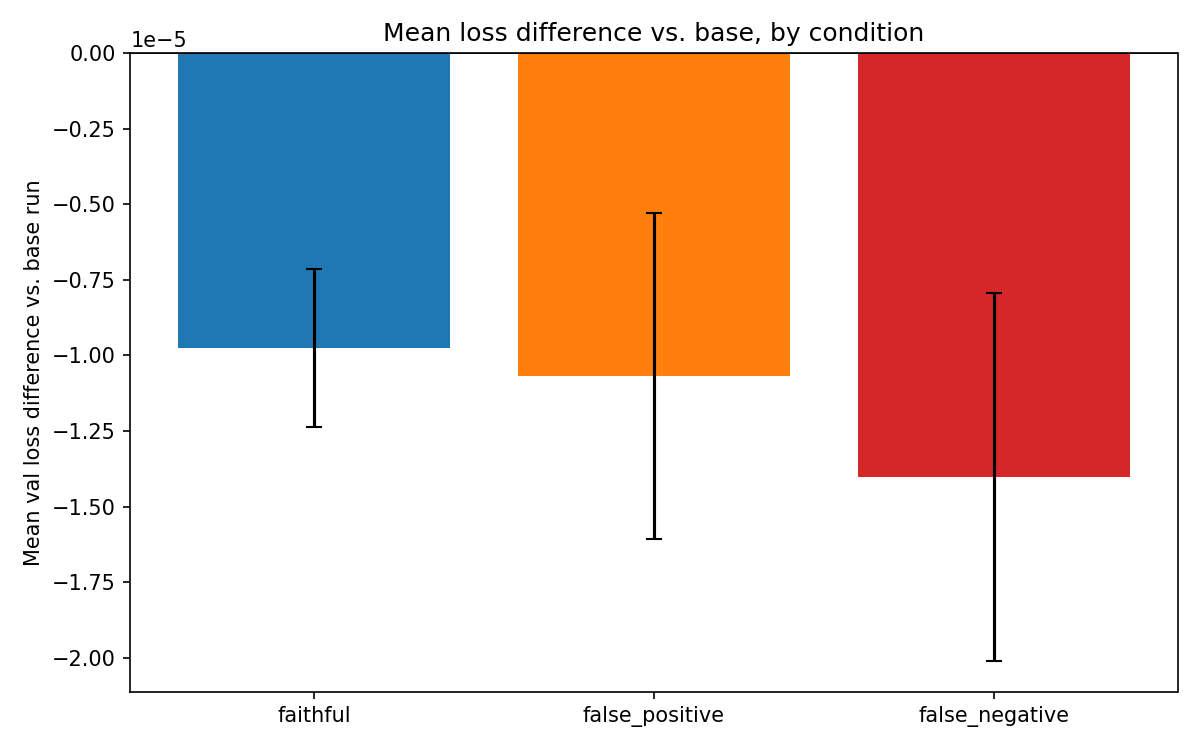 Mean loss difference vs. base, by condition
1e−5
0.00
−0.25
−0.50
−0.75
−1.00
−1.25
−1.50
−1.75
−2.00
Mean val loss difference vs. base run
faithful
false_positive
false_negative